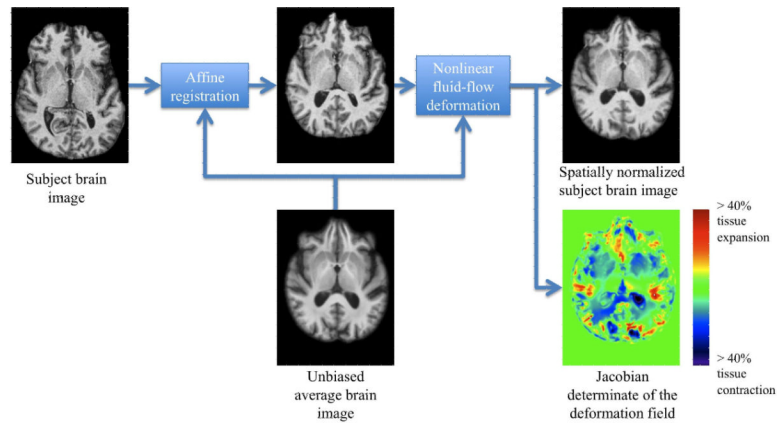 Affine
registration
Nonlinear
fluid-flow
deformation
Subject brain
image
Spatially normalized
subject brain image
> 40%
tissue
expansion
Unbiased
average brain
image
Jacobian
determinate of the
deformation field
> 40%
tissue
contraction